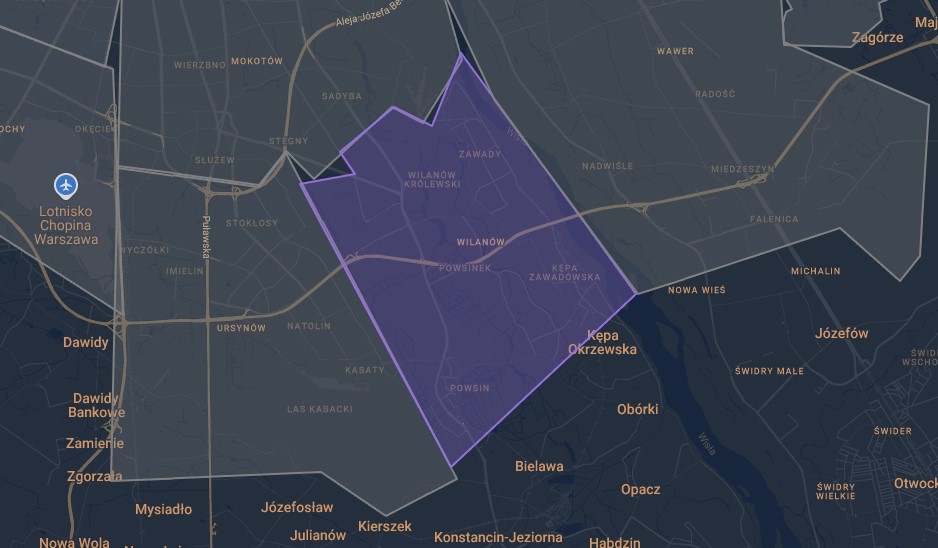 Aleja Józefa Be
Maj
Zagórze
WAWER
WIERZBNO
MOKOTÓW
SADYBA
RADOŚĆ
OCHY
OKĘCIE
STEGNY
SŁUŻEW
ZAWADY
NADWIŚLE
MIEDZESZYN
WILANÓW
KRÓLEWSKI
Lotnisko
Chopina
Warszawa
Puławska
STOKŁOSY
FALENICA
WYCZÓŁKI
WILANÓW
IMIELIN
POWSINEK
KĘPA
ZAWADOWSKA
MICHALIN
NOWA WIEŚ
URSYNÓW
NATOLIN
Dawidy
Kępa
Okrzewska
Józefów
KABATY
POWSIN
ŚWIDRY MAŁE
ŚWID
WSCHO
Dawidy
Bankowe
LAS KABACKI
Obórki
Zamienie
Wisła
ŚWIDER
Zgorzała
Bielawa
Opacz
ŚWIDRY
WIELKIE
Otwock
Mysiadło
Józefosław
Kierszek
Julianów
Konstancin-Jeziorna
Habdzin
Nowa Wola